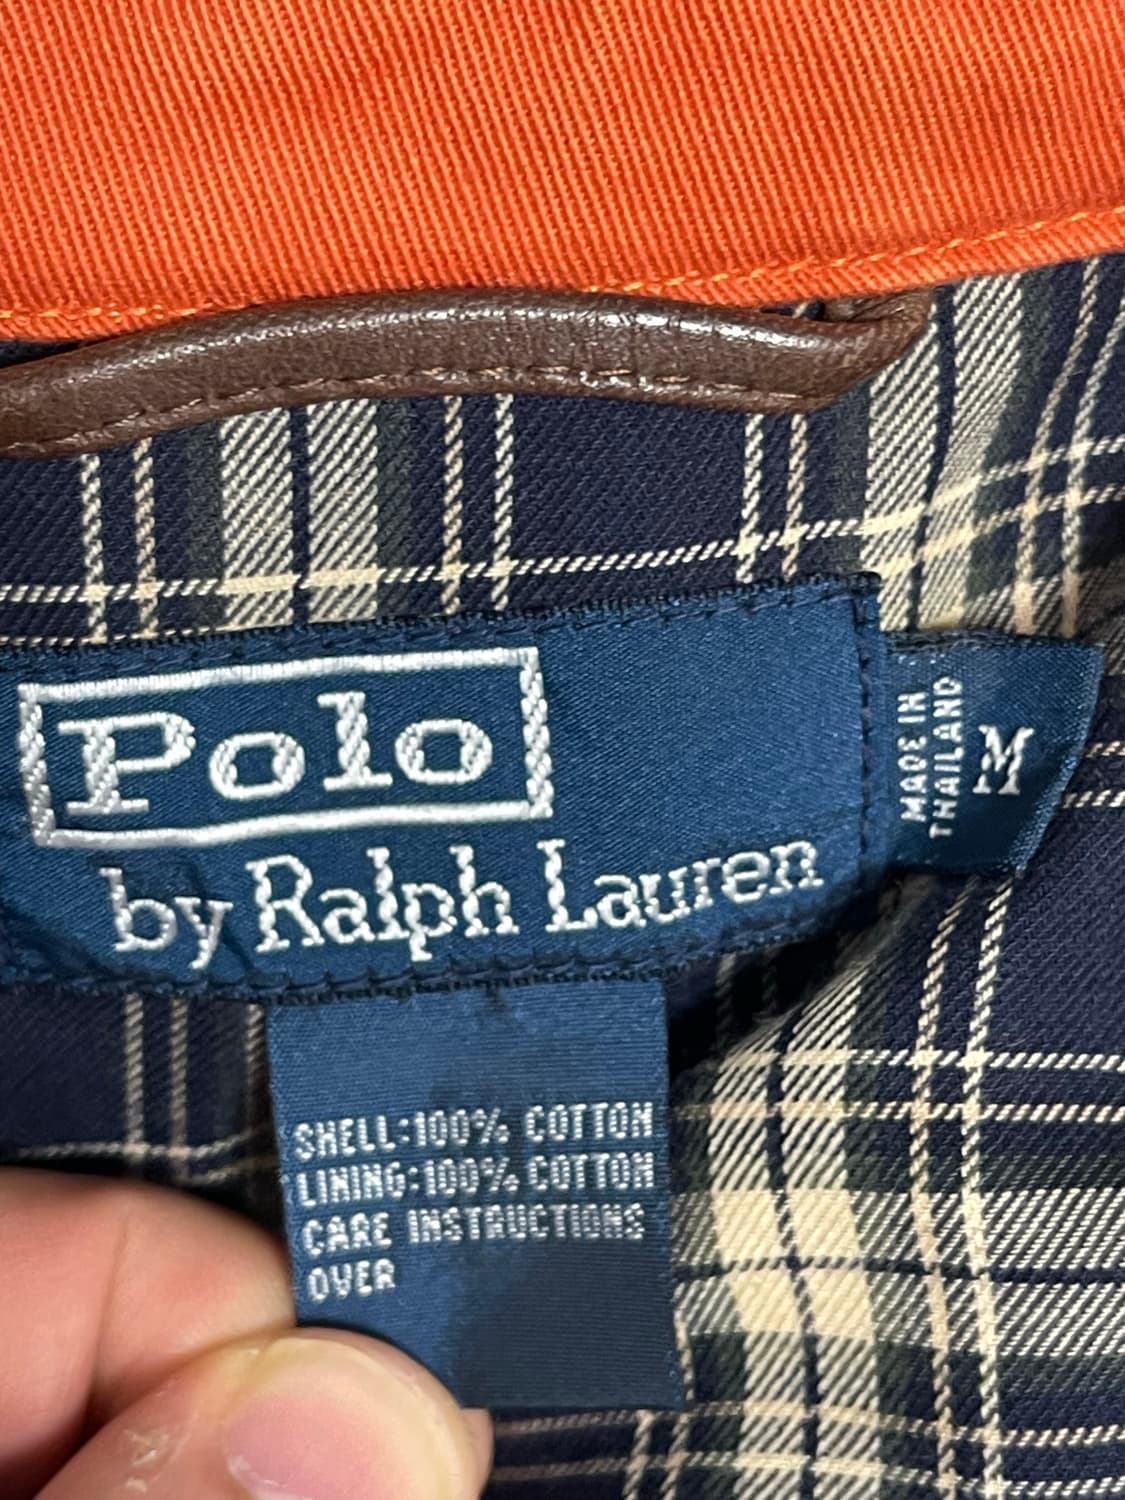 Polo
by Ralph Lauren
MADE IN
THAILAND
M
SHELL:100% COTTON
LINING:100% COTTON
CARE INSTRUCTIONS
OVER